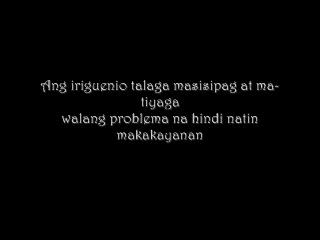 Ang iriguenio talaga masisipag at ma-
tiyaga
walang problema na hindi natin
makakayanan